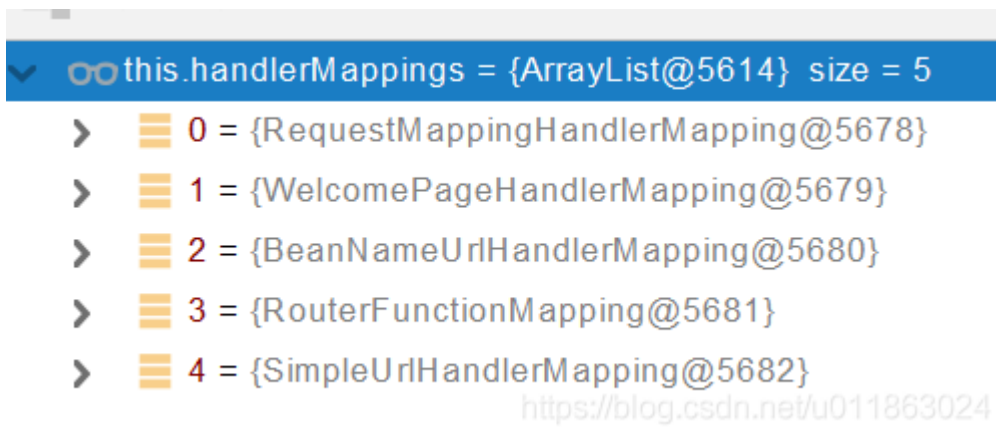 this.handlerMappings = {ArrayList@5614} size = 5
0 = {RequestMappingHandlerMapping@5678}
1 = {WelcomePageHandlerMapping@5679}
2 = {BeanNameUrlHandlerMapping@5680}
3 = {RouterFunctionMapping@5681}
4 = {SimpleUrlHandlerMapping@5682}
https://blog.csdn.net/u011863024